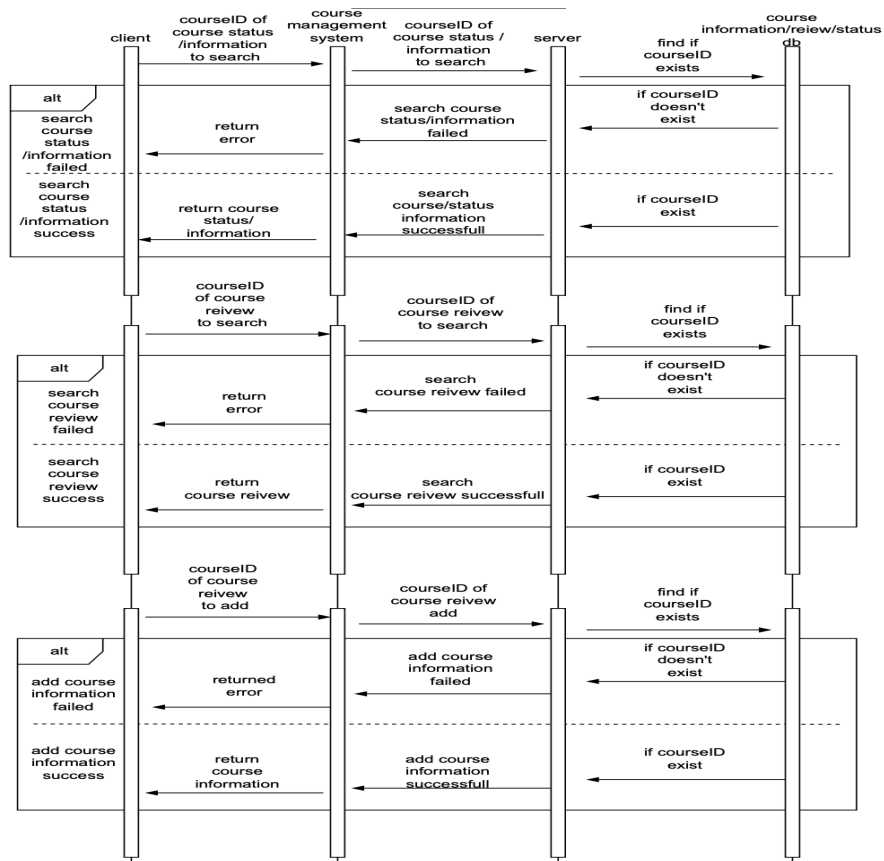 client
course
management
system
server
course
information/reiew/status
db
courseID of
course status
/information
to search
courseID of
course status /
information
to search
find if
courseID
exists
alt
search
course
status
/information
failed
return
error
search course
status/information
failed
if courseID
doesn't
exist
search
course
status
/information
success
return course
status/
information
search
course/status
information
successfull
if courseID
exist
courseID
of course
reivew
to search
courseID of
course reivew
to search
find if
courseID
exists
alt
search
course
review
failed
return
error
search
course reivew failed
if courseID
doesn't
exist
search
course
review
success
return
course reivew
search
course reivew successfull
if courseID
exist
courseID
of course
reivew
to add
courseID of
course reivew
add
find if
courseID
exists
alt
add course
information
failed
returned
error
add course
information
failed
if courseID
doesn't
exist
add course
information
success
return
course
information
add course
information
successfull
if courseID
exist